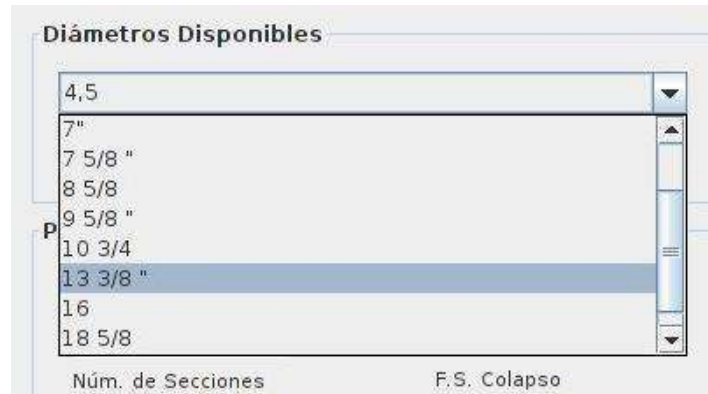 Diámetros Disponibles
4,5
7"
7 5/8 "
8 5/8
9 5/8 "
P
10 3/4
13 3/8 "
16
18 5/8
Núm. de Secciones F.S. Colapso